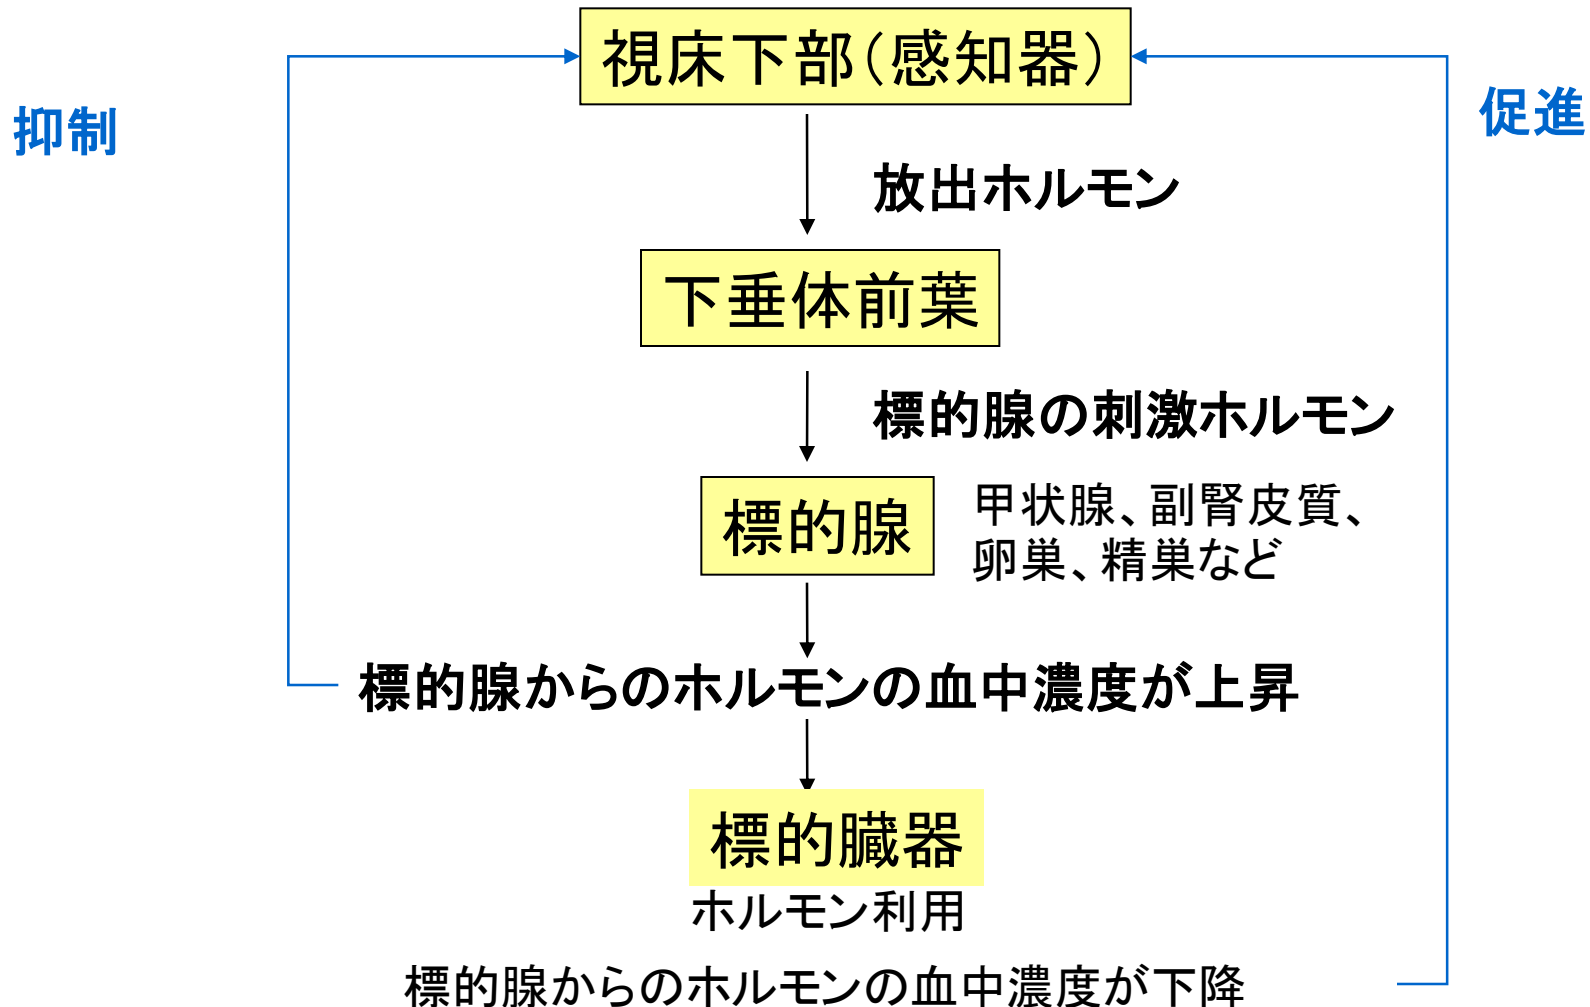 視床下部（感知器）
抑制
促進
放出ホルモン
下垂体前葉
標的腺の刺激ホルモン
標的腺
甲状腺、副腎皮質、
卵巣、精巣など
標的腺からのホルモンの血中濃度が上昇
標的臓器
ホルモン利用
標的腺からのホルモンの血中濃度が下降